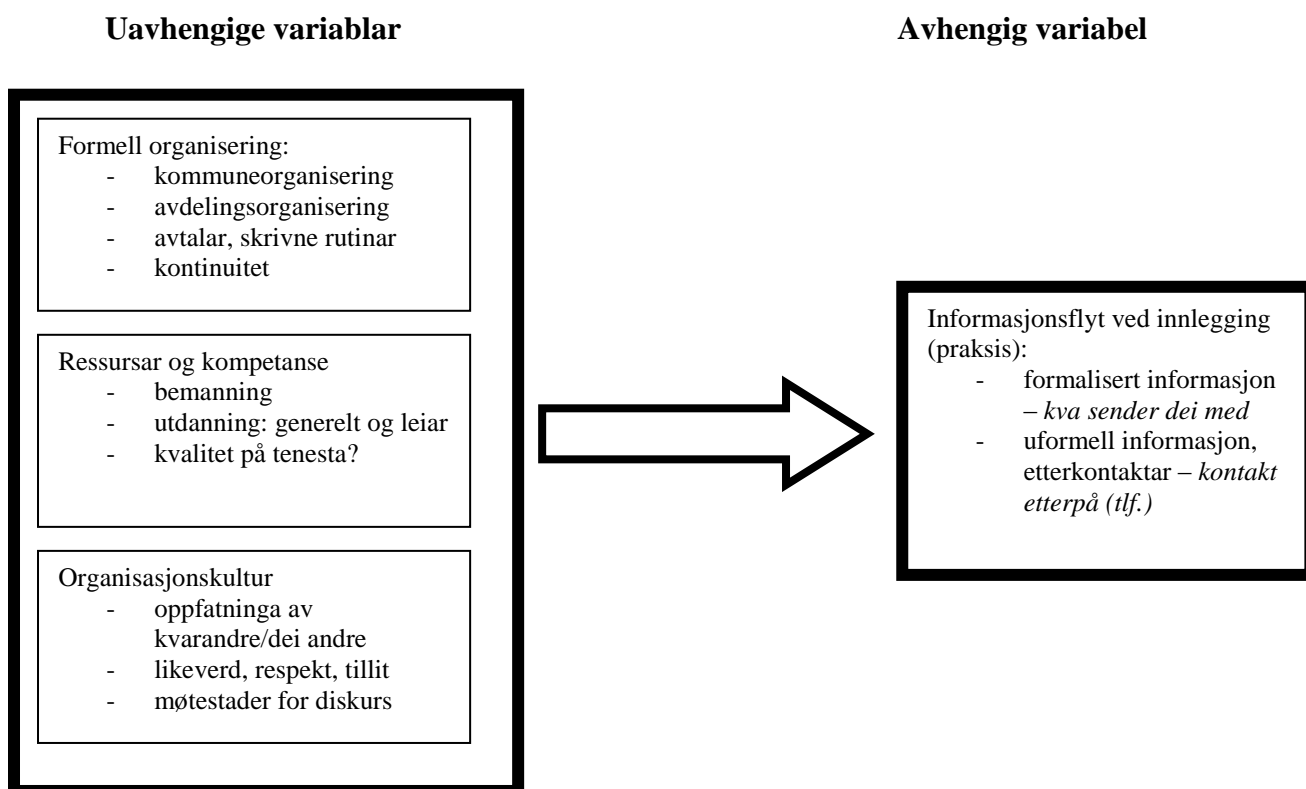 Uavhengige variablar
Avhengig variabel
Formell organisering:
- kommuneorganisering
- avdelingsorganisering
- avtalar, skrivne rutinar
- kontinuitet
Ressursar og kompetanse
- bemanning
- utdanning: generelt og leiar
- kvalitet på tenesta?
Organisasjonskultur
- oppfatninga av
kvarandre/dei andre
- likeverd, respekt, tillit
- møtestader for diskurs
Informasjonsflyt ved innlegging
(praksis):
- formalisert informasjon
– kva sender dei med
- uformell informasjon,
etterkontaktar – kontakt
etterpå (tlf.)